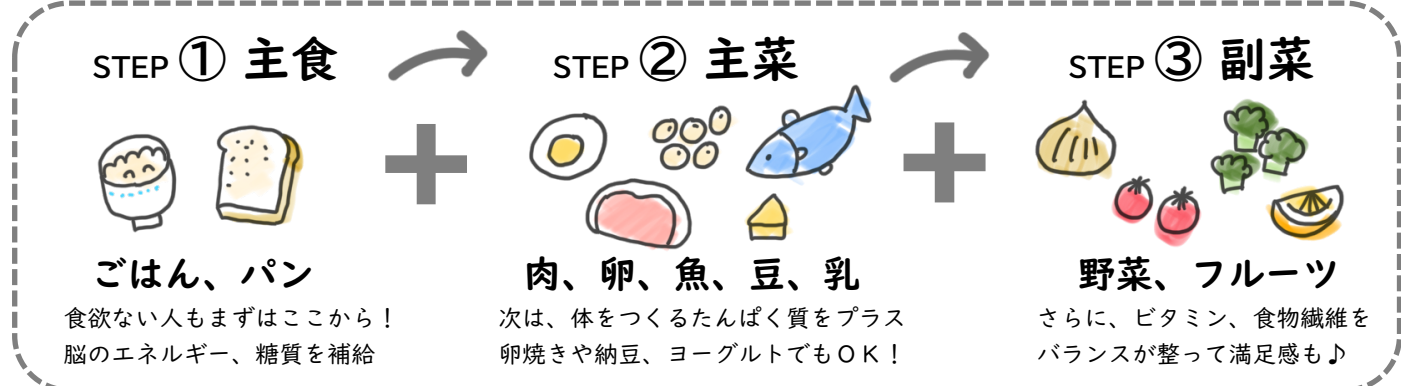 STEP ① 主食
ごはん、パン
食欲ない人もまずはここから！
脳のエネルギー、糖質を補給
STEP ② 主菜
肉、卵、魚、豆、乳
次は、体をつくるたんぱく質をプラス
卵焼きや納豆、ヨーグルトでもＯＫ！
STEP ③ 副菜
野菜、フルーツ
さらに、ビタミン、食物繊維を
バランスが整って満足感も♪